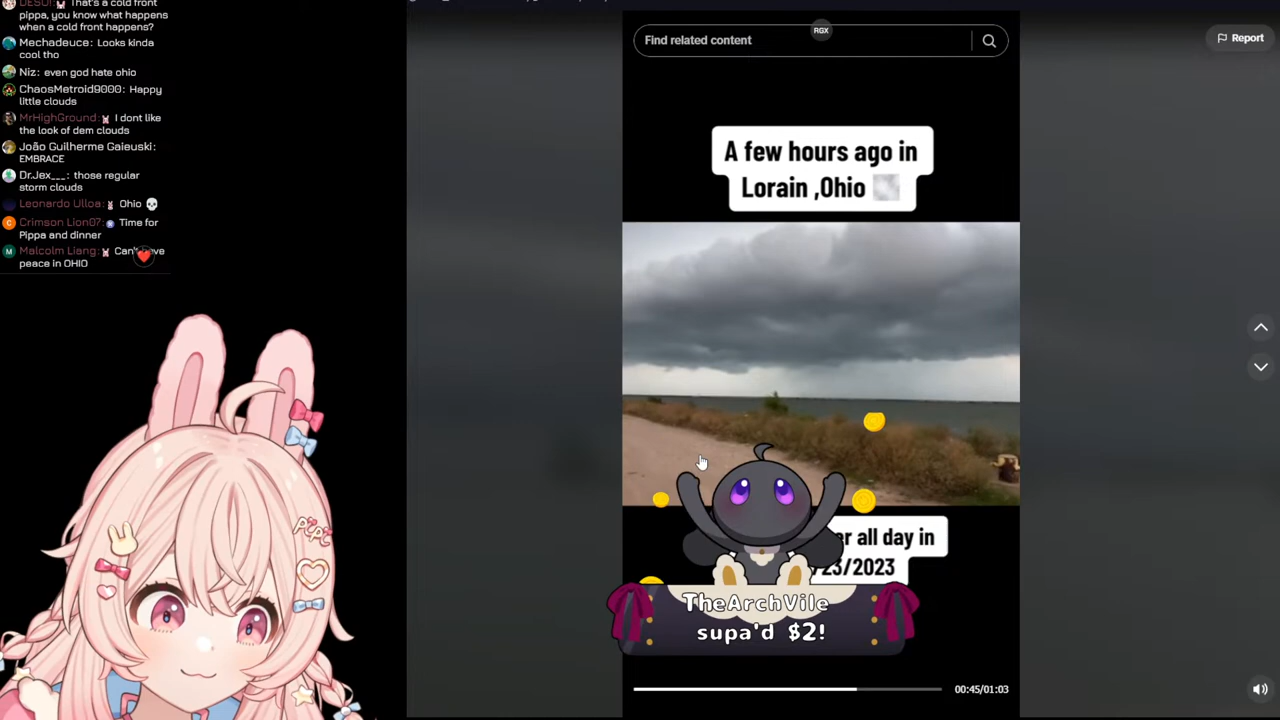 DESU!: That's a cold front
pippa, you know what happens
when a cold front happens?
Mechadeuce: Looks kinda
cool tho
Niz: even god hate ohio
ChaosMetroid9000: Happy
little clouds
MrHighGround: I dont like
the look of dem clouds
João Guilherme Gaieuski:
EMBRACE
Dr.Jex___: those regular
storm clouds
Leonardo Ulloa: Ohio 💀
Crimson Lion07: Time for
Pippa and dinner
Malcolm Liang:
peace in OHIO
Find related content
RGX
Report
A few hours ago in
Lorain ,Ohio
all day in
23/2023
PiPi
TheArchVile
supa'd $2!
00:45/01:03